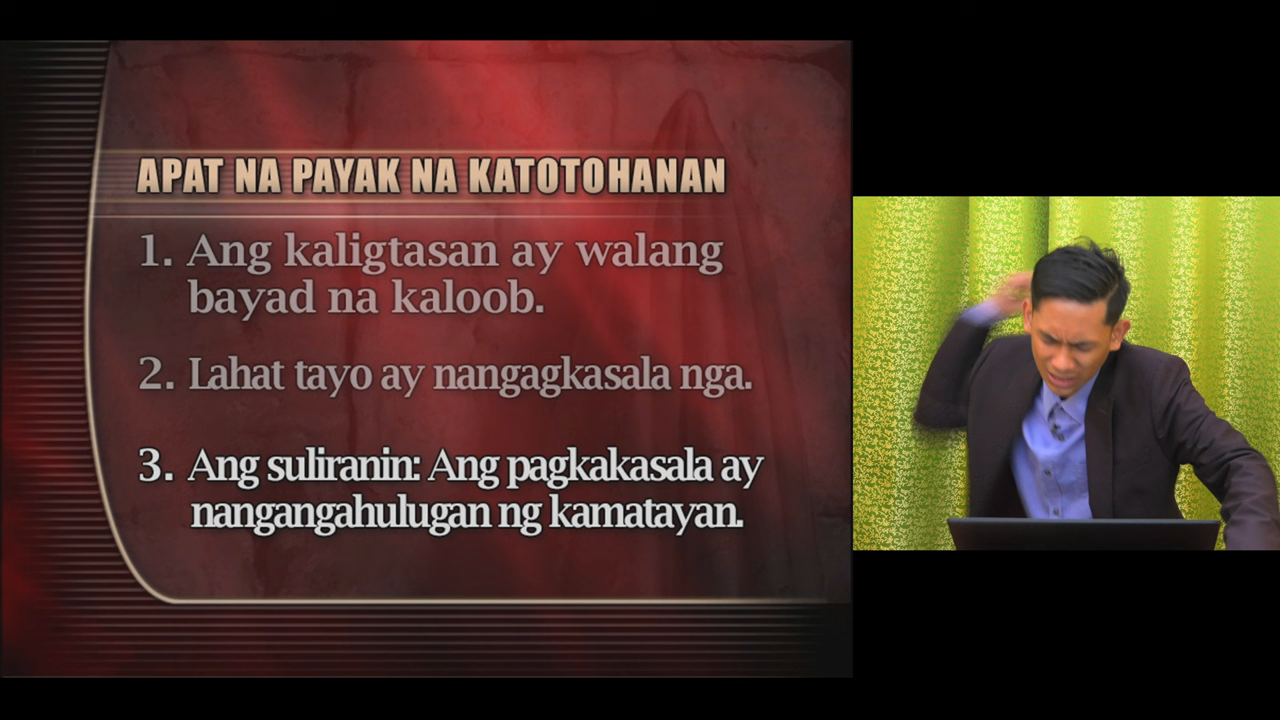 APAT NA PAYAK NA KATOTOHANAN
1. Ang kaligtasan ay walang
bayad na kaloob.
2. Lahat tayo ay nangagkasala nga.
3. Ang suliranin: Ang pagkakasala ay
nangangahulugan ng kamatayan.